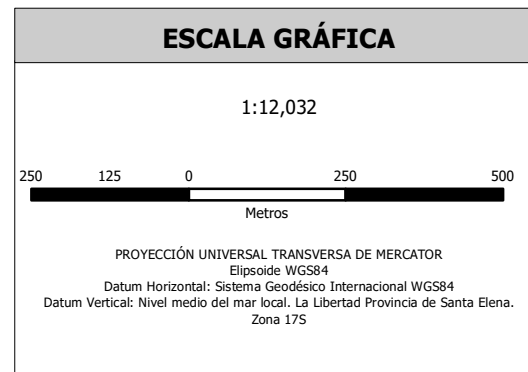 ESCALA GRÁFICA
1:12,032
250 125 0 250 500
Metros
PROYECCIÓN UNIVERSAL TRANSVERSA DE MERCATOR
Elipsoide WGS84
Datum Horizontal: Sistema Geodésico Internacional WGS84
Datum Vertical: Nivel medio del mar local. La Libertad Provincia de Santa Elena.
Zona 17S